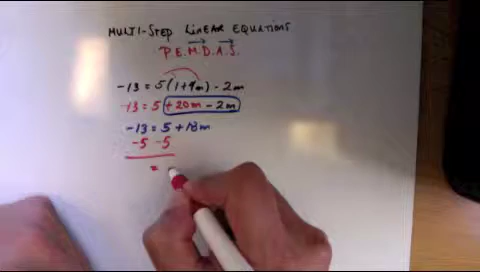 MULTI-STEP LINEAR EQUATIONS
P.E.M.D.A.S.
-13 = 5(1+4m) - 2m
-13 = 5 +20m - 2m
-13 = 5 + 18m
-5 -5
=